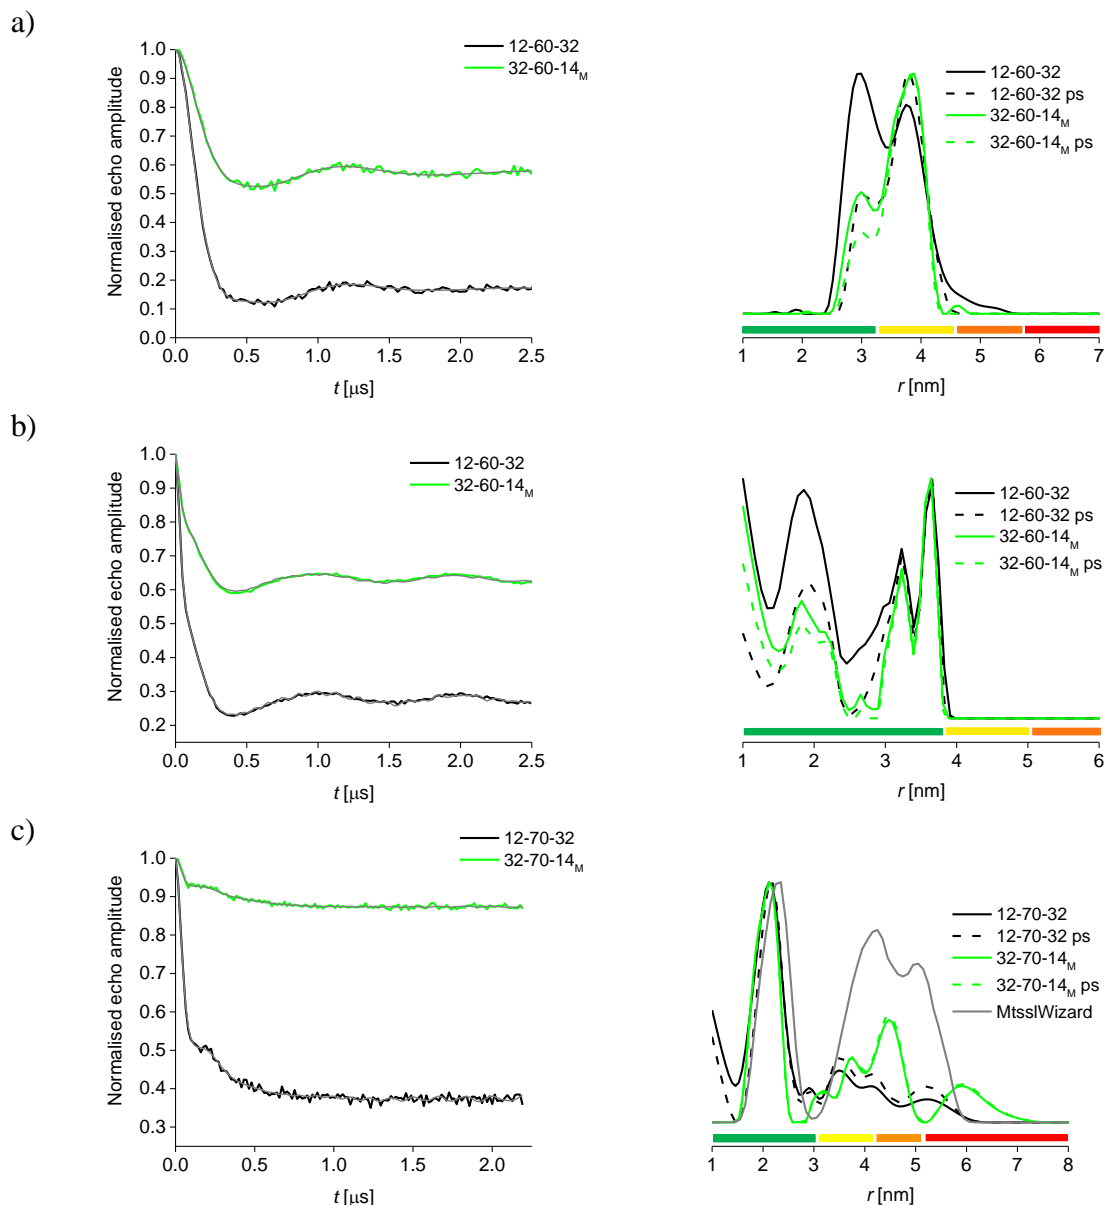 a)
1.0
0.9
0.8
0.7
0.6
0.5
0.4
0.3
0.2
0.1
0.0
Normalised echo amplitude
0.0 0.5 1.0 1.5 2.0 2.5
t [μs]
12-60-32
32-60-14M
12-60-32
12-60-32 ps
32-60-14M
32-60-14M ps
1 2 3 4 5 6 7
r [nm]
b)
1.0
0.9
0.8
0.7
0.6
0.5
0.4
0.3
0.2
Normalised echo amplitude
0.0 0.5 1.0 1.5 2.0 2.5
t [μs]
12-60-32
32-60-14M
12-60-32
12-60-32 ps
32-60-14M
32-60-14M ps
1 2 3 4 5 6
r [nm]
c)
1.0
0.9
0.8
0.7
0.6
0.5
0.4
0.3
Normalised echo amplitude
0.0 0.5 1.0 1.5 2.0
t [μs]
12-70-32
32-70-14M
12-70-32
12-70-32 ps
32-70-14M
32-70-14M ps
MtsslWizard
1 2 3 4 5 6 7 8
r [nm]